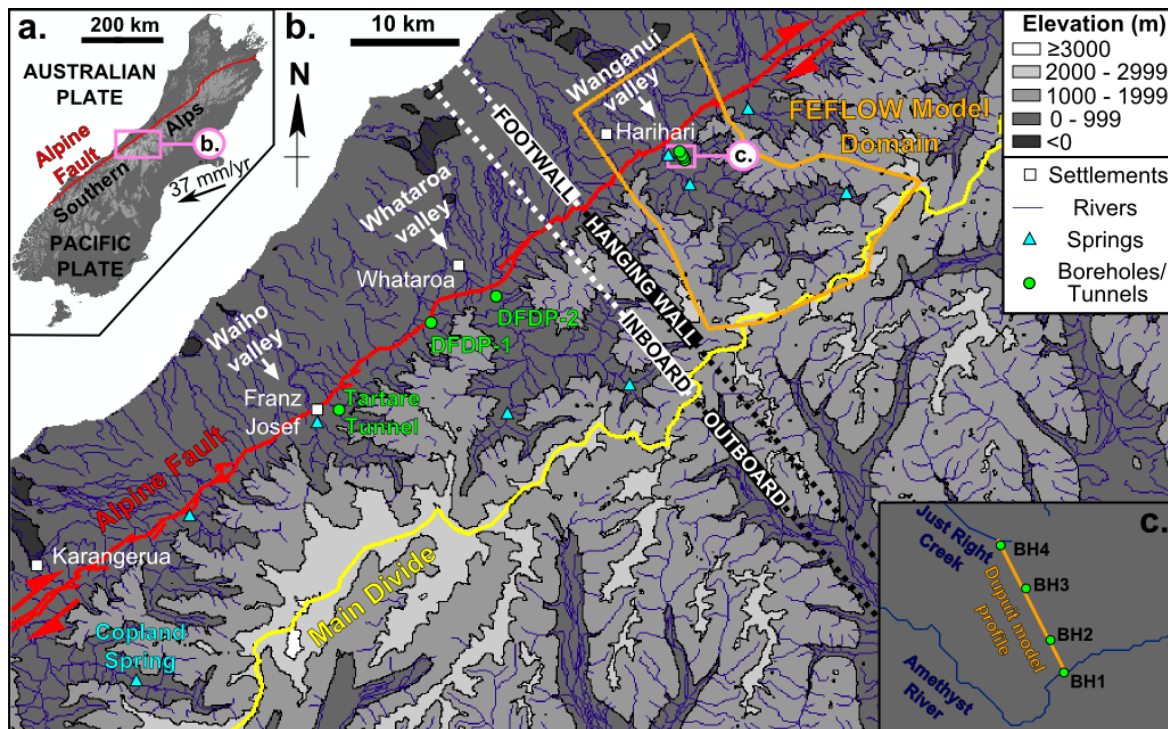 a.
200 km
AUSTRALIAN
PLATE
Alpine
Fault
Southern
Alps
b.
37 mm/yr
PACIFIC
PLATE
b.
10 km
N
Wanganui
valley
Harihari
FEFLOW Model
Domain
c.
FOOTWALL
HANGING WALL
INBOARD
OUTBOARD
Whataroa
valley
Whataroa
DFDP-2
DFDP-1
Waiho
valley
Franz
Josef
Tartare
Tunnel
Alpine Fault
Karangerua
Copland
Spring
Main Divide
Elevation (m)
≥3000
2000 - 2999
1000 - 1999
0 - 999
<0
Settlements
Rivers
Springs
Boreholes/
Tunnels
c.
Just Right
Creek
BH4
BH3
BH2
BH1
Dupuit model
profile
Amethyst
River